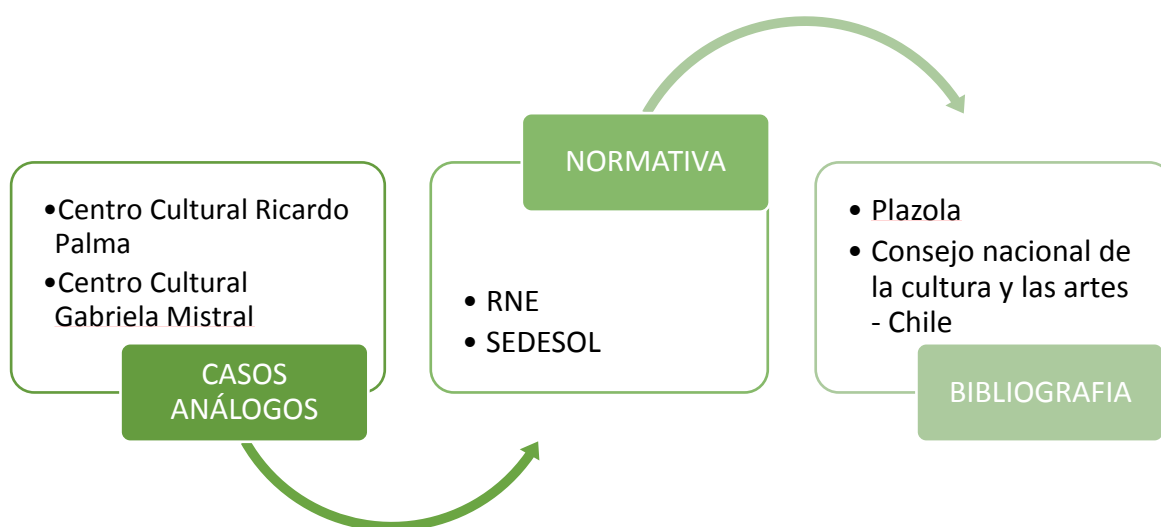 •Centro Cultural Ricardo
Palma
•Centro Cultural
Gabriela Mistral
CASOS
ANÁLOGOS
NORMATIVA
• RNE
• SEDESOL
• Plazola
• Consejo nacional de
la cultura y las artes
- Chile
BIBLIOGRAFIA